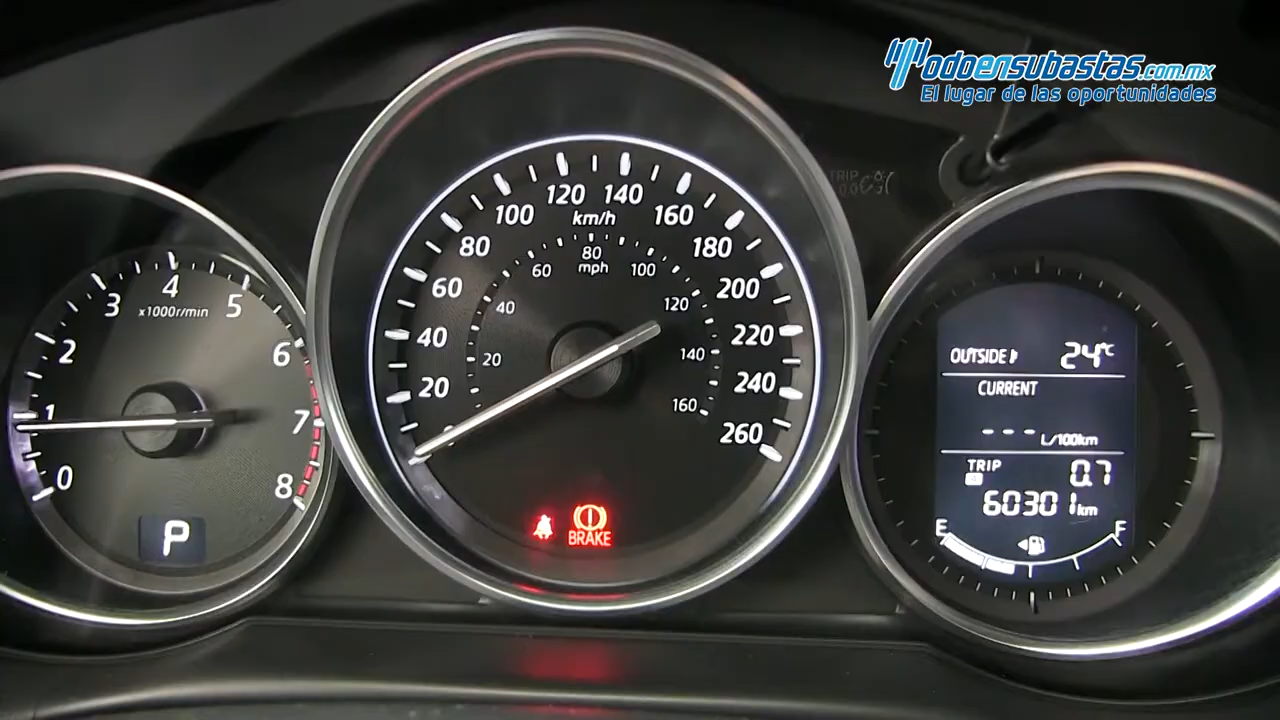 Todoensubastas.com.mx
El lugar de las oportunidades
0
1
2
3
4
5
6
7
8
x1000r/min
P
20
40
60
80
100
120
140
160
180
200
220
240
260
km/h
20
40
60
80
100
120
140
160
mph
BRAKE
OUTSIDE
24°C
CURRENT
--- L/100km
TRIP
0.7
60301km
E
F